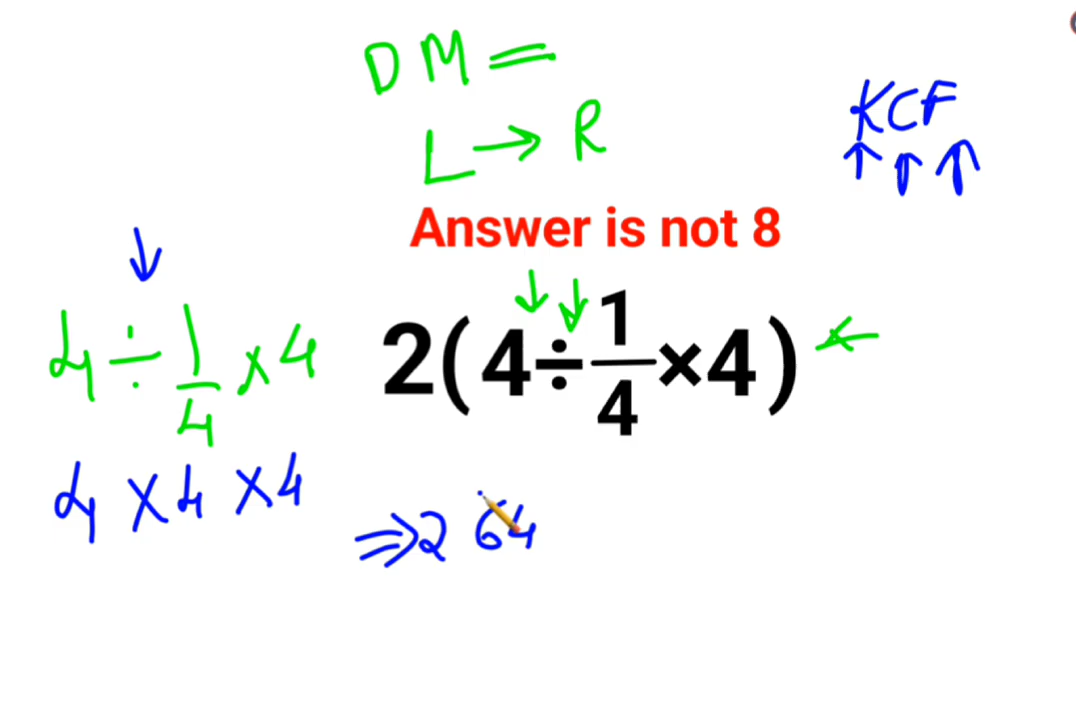 DM=
L→R
KCF
↑↑↑
Answer is not 8
2(4÷1/4×4)
4÷1/4×4
4×4×4
⇒2 64